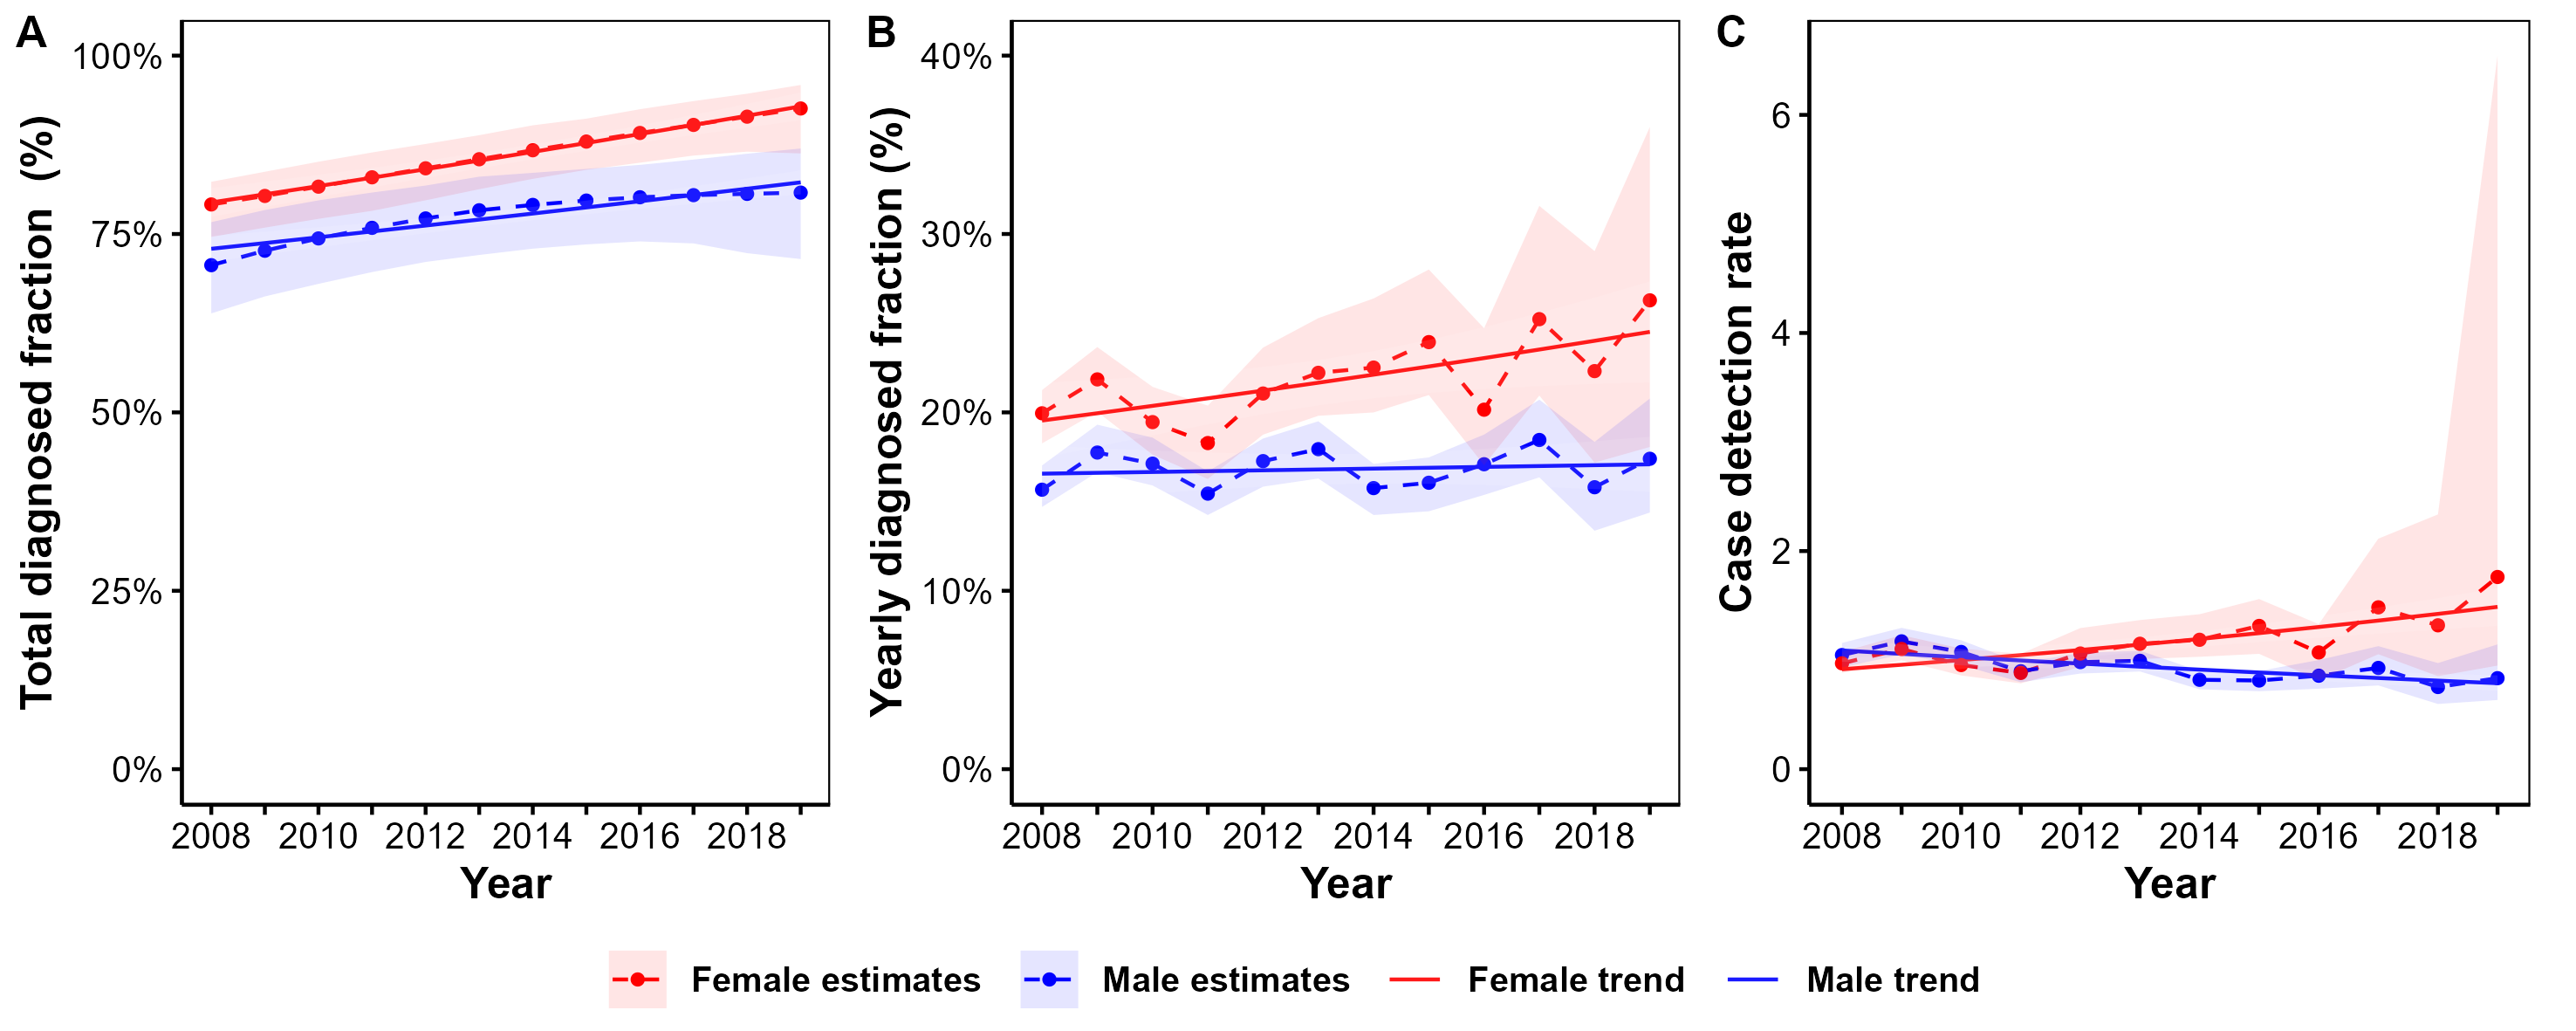 A
Total diagnosed fraction (%)
100%
75%
50%
25%
0%
2008 2010 2012 2014 2016 2018
Year
B
Yearly diagnosed fraction (%)
40%
30%
20%
10%
0%
2008 2010 2012 2014 2016 2018
Year
C
Case detection rate
6
4
2
0
2008 2010 2012 2014 2016 2018
Year
Female estimates Male estimates Female trend Male trend